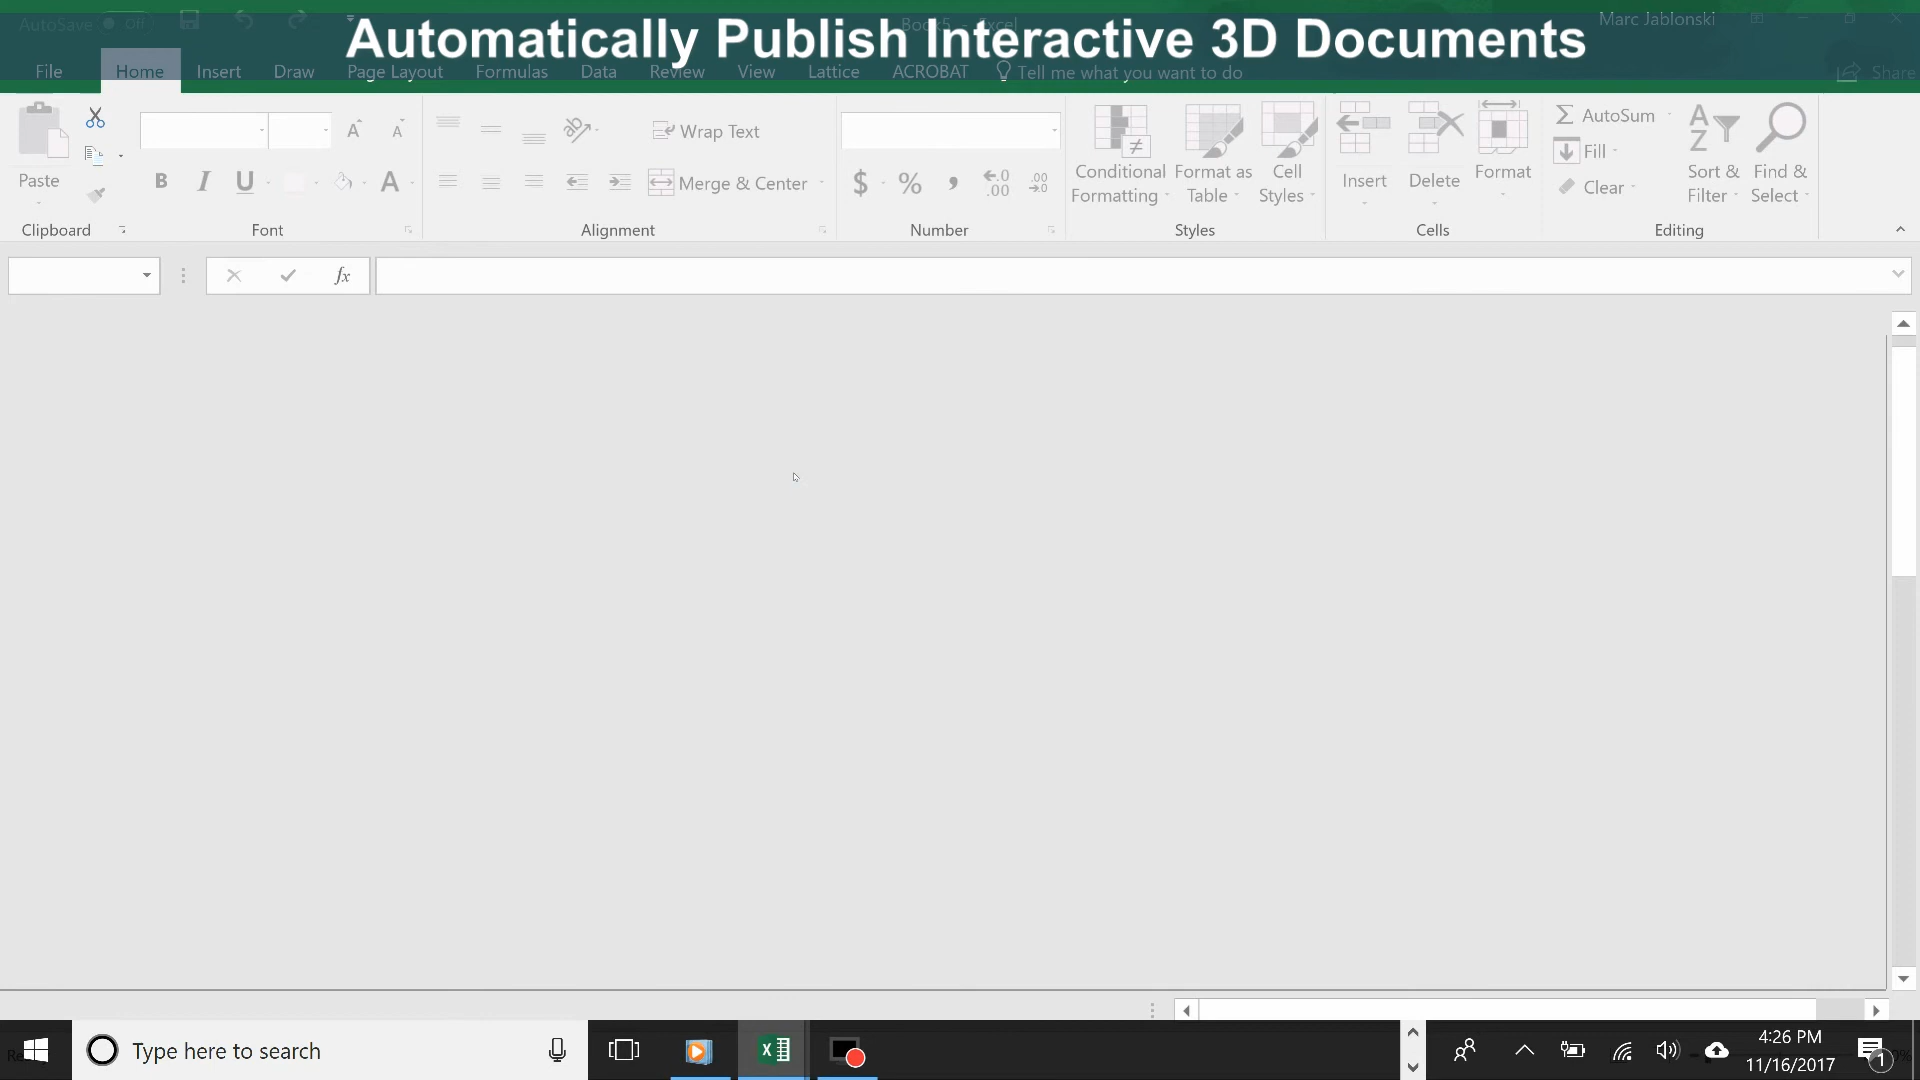 Automatically Publish Interactive 3D Documents
AutoSave Off
Marc Jablonski
File Home Insert Draw Page Layout Formulas Data Review View Lattice ACROBAT Tell me what you want to do Share
Wrap Text
Merge & Center
Paste
B I U A
$ % , .00
Conditional Formatting
Format as Table
Cell Styles
Insert Delete Format
AutoSum
Fill
Clear
Sort & Filter
Find & Select
Clipboard Font Alignment Number Styles Cells Editing
fx
Type here to search
4:26 PM
11/16/2017
1